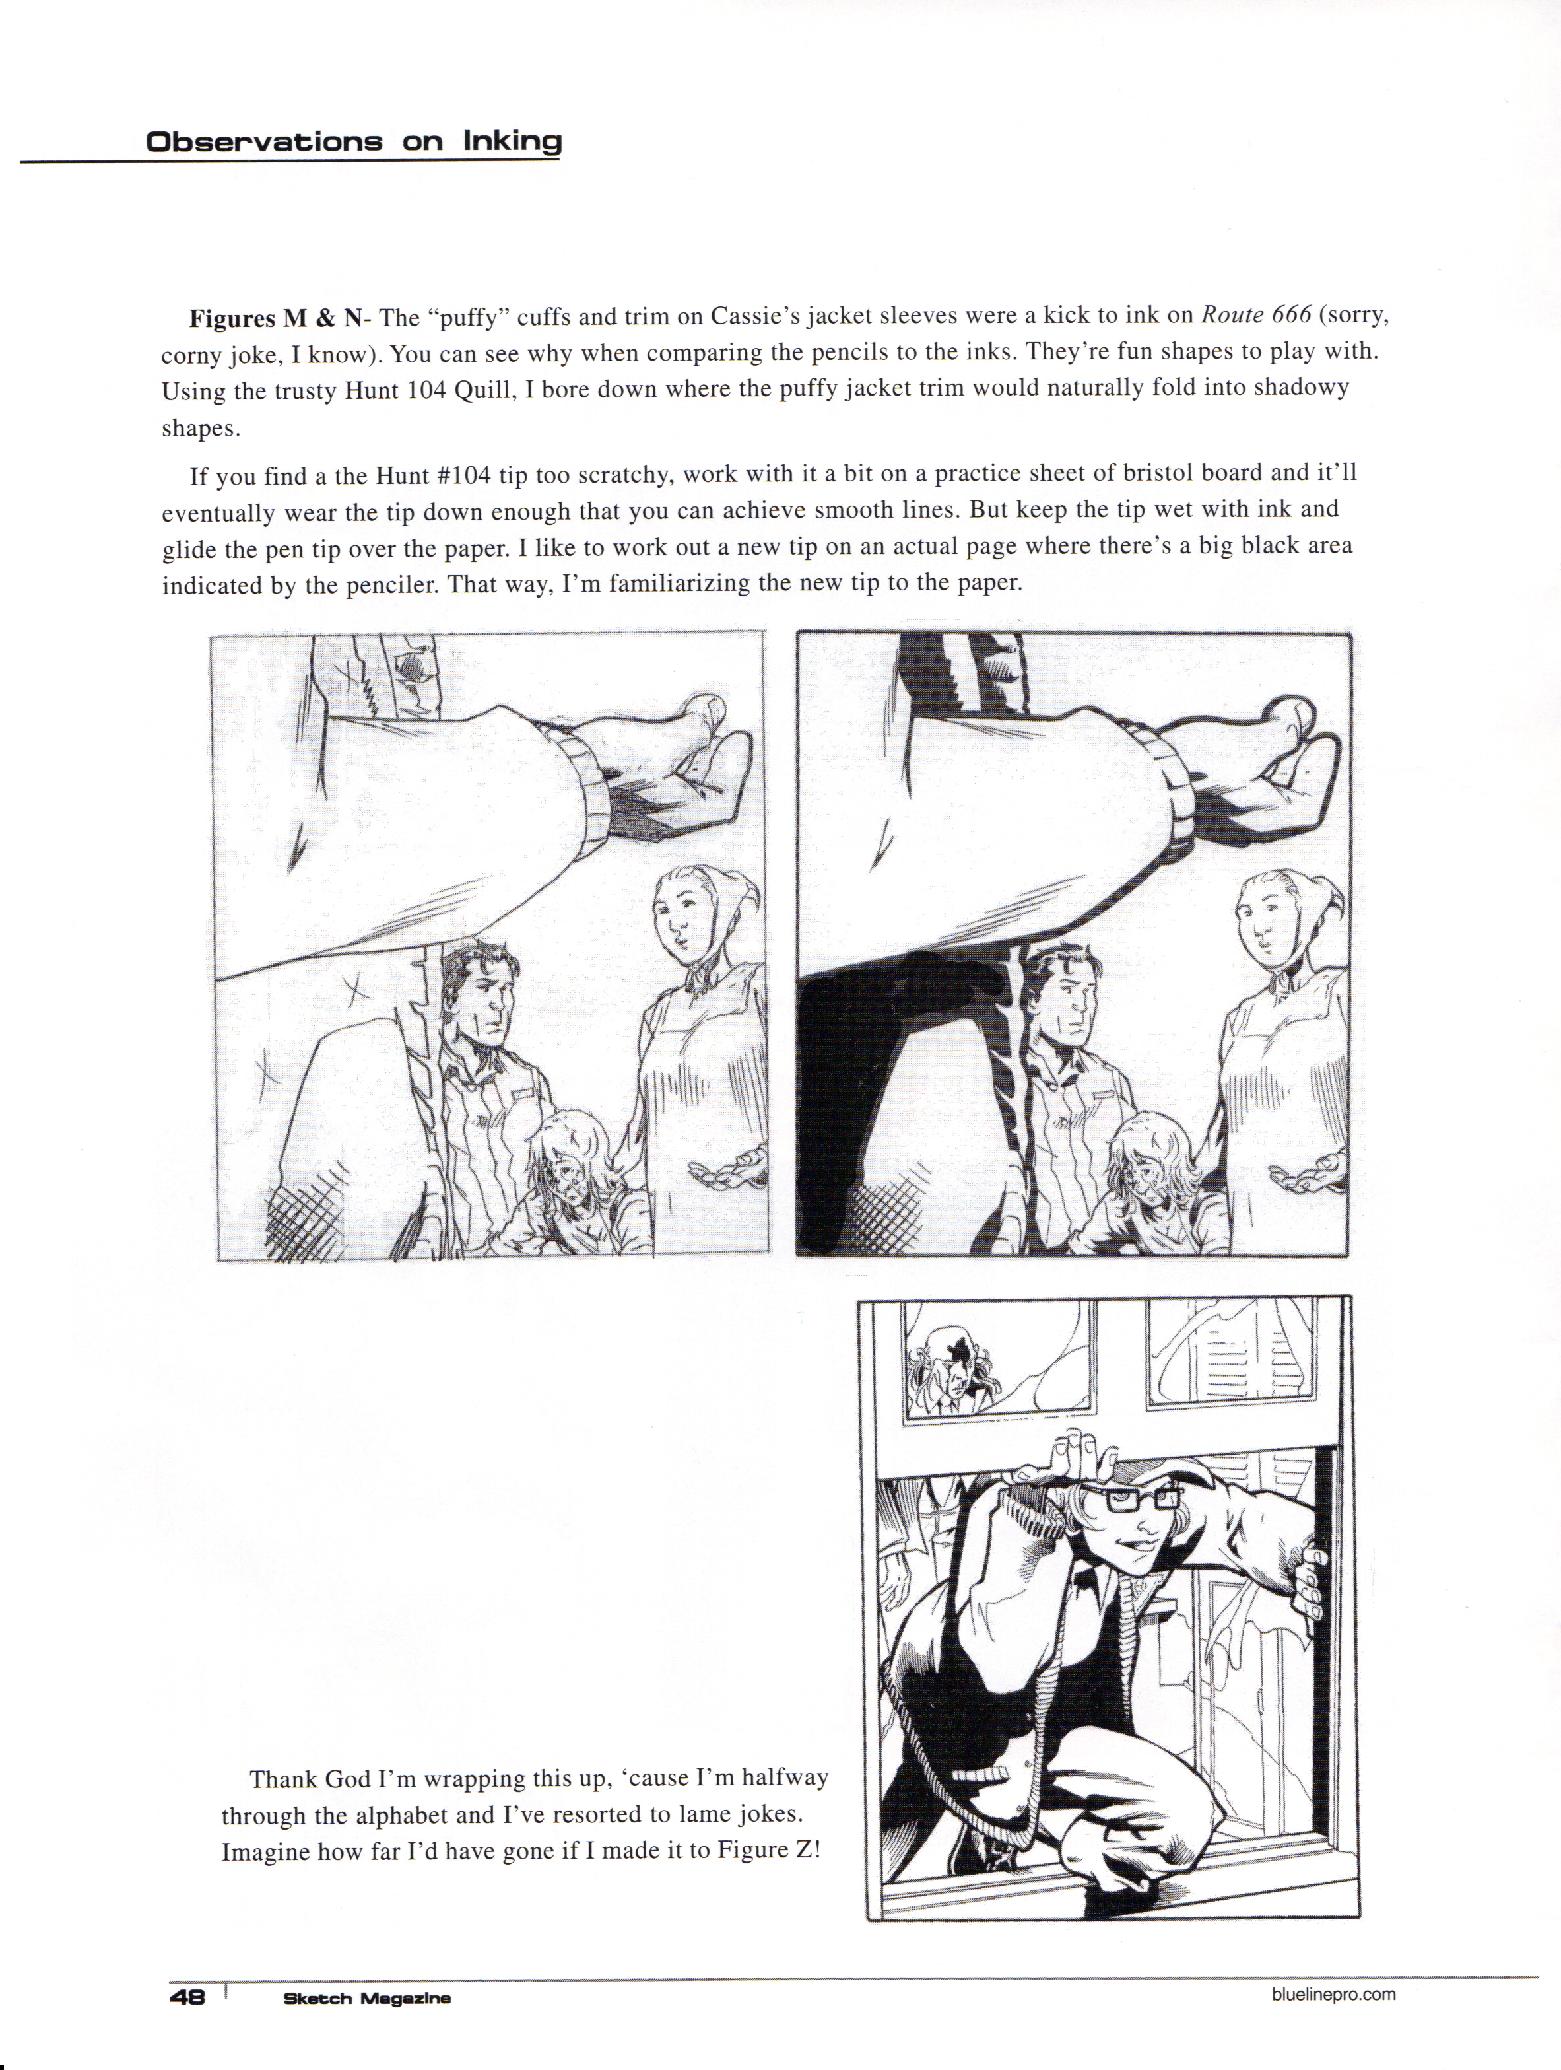 Observations on Inking
Figures M & N- The “puffy” cuffs and trim on Cassie’s jacket sleeves were a kick to ink on Route 666 (sorry,
corny joke, I know). You can see why when comparing the pencils to the inks. They’re fun shapes to play with.
Using the trusty Hunt 104 Quill, I bore down where the puffy jacket trim would naturally fold into shadowy
shapes.
If you find a the Hunt #104 tip too scratchy, work with it a bit on a practice sheet of bristol board and it’ll
eventually wear the tip down enough that you can achieve smooth lines. But keep the tip wet with ink and
glide the pen tip over the paper. I like to work out a new tip on an actual page where there’s a big black area
indicated by the penciler. That way, I’m familiarizing the new tip to the paper.
Thank God I’m wrapping this up, ‘cause I’m halfway
through the alphabet and I’ve resorted to lame jokes.
Imagine how far I’d have gone if I made it to Figure Z!
48 Sketch Magazine bluelinepro.com